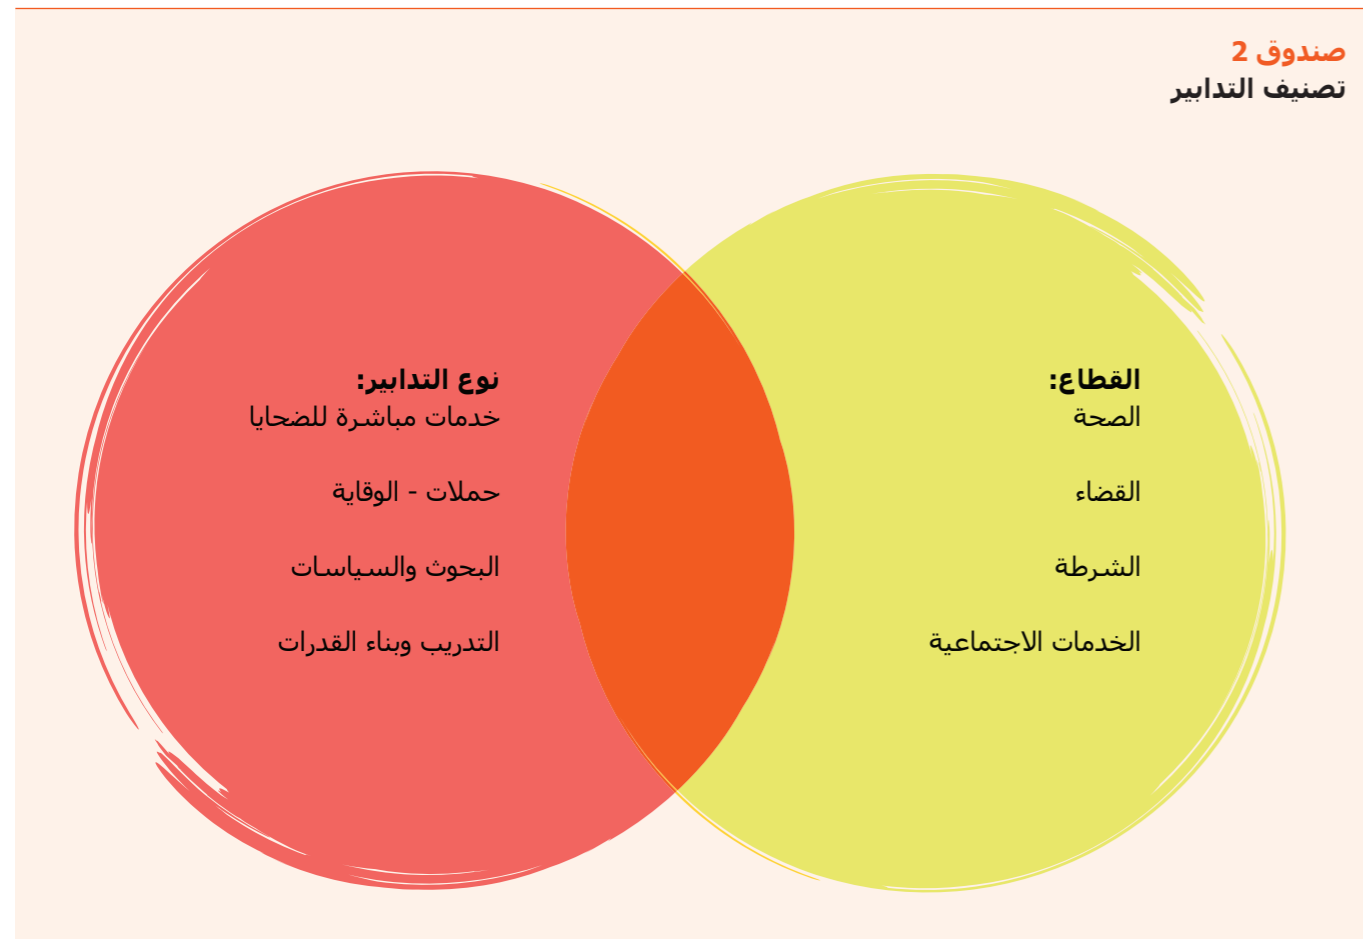 صندوق 2
تصنيف التدابير
القطاع:
الصحة
القضاء
الشرطة
الخدمات الاجتماعية
نوع التدابير:
خدمات مباشرة للضحايا
حملات - الوقاية
البحوث والسياسات
التدريب وبناء القدرات